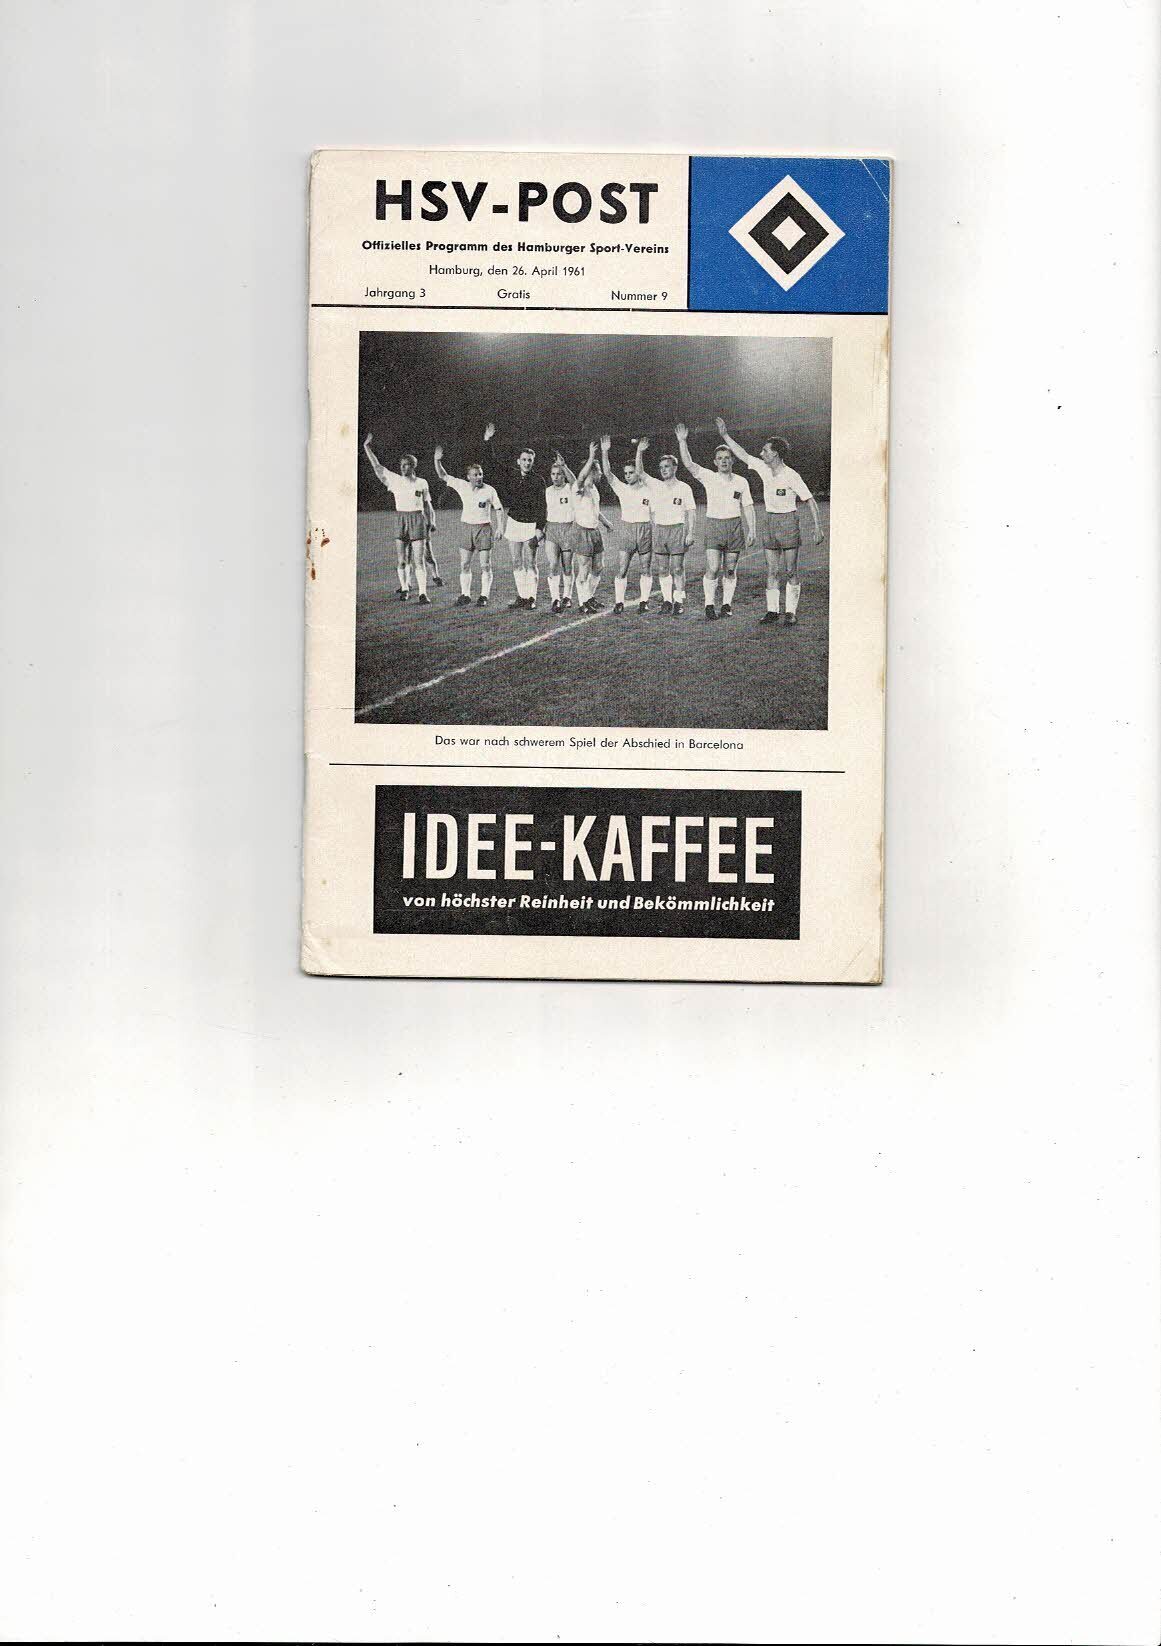 HSV-POST
Offizielles Programm des Hamburger Sport-Vereins
Hamburg, den 26. April 1961
Jahrgang 3 Gratis Nummer 9
Das war nach schwerem Spiel der Abschied in Barcelona
IDEE-KAFFEE
von höchster Reinheit und Bekömmlichkeit